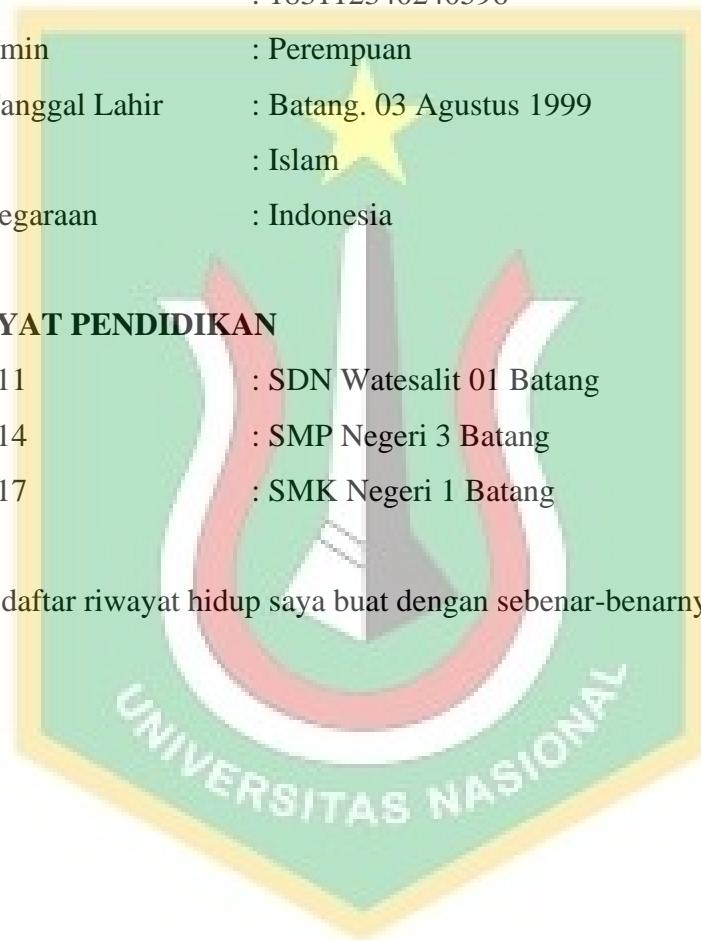 min : Perempuan
anggal Lahir : Batang. 03 Agustus 1999
: Islam
egaraan : Indonesia
YAT PENDIDIKAN
11 : SDN Watesalit 01 Batang
14 : SMP Negeri 3 Batang
17 : SMK Negeri 1 Batang
daftar riwayat hidup saya buat dengan sebenar-benarny
UNIVERSITAS NASIONAL